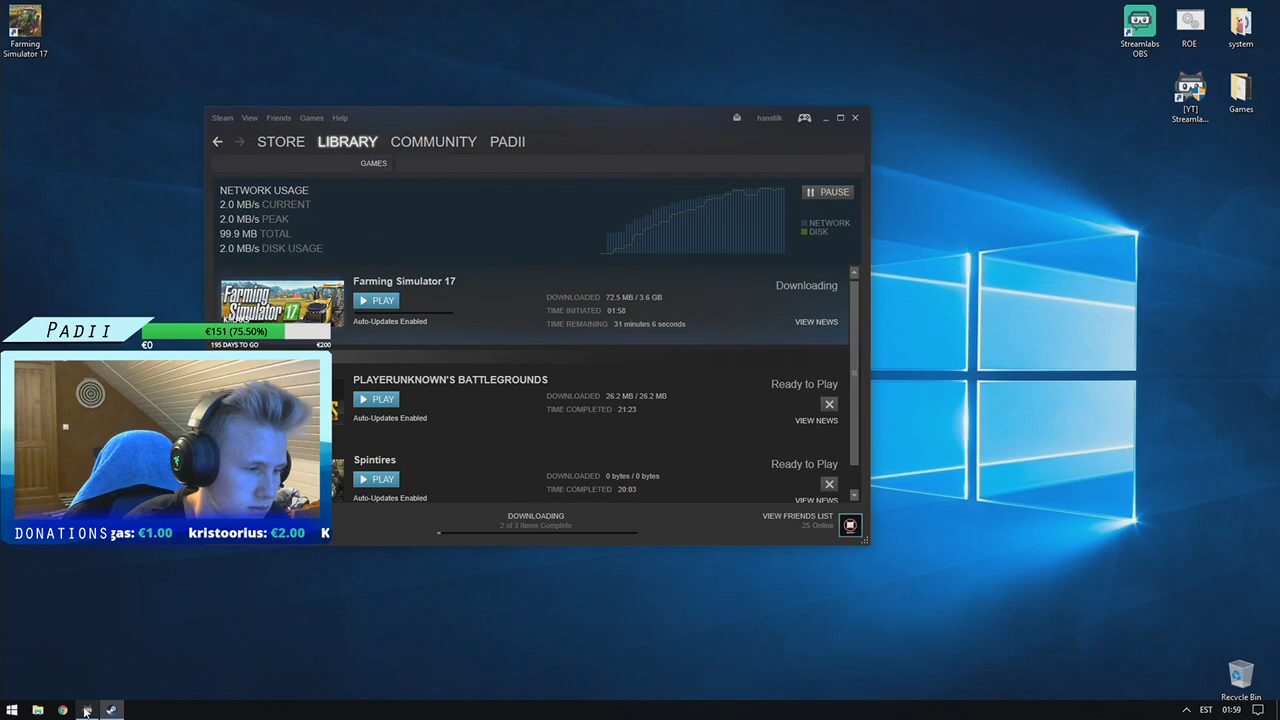 Farming
Simulator 17
Streamlabs
OBS
ROE
system
[YT]
Streamla...
Games
Steam View Friends Games Help
hanstik
STORE LIBRARY COMMUNITY PADII
GAMES
NETWORK USAGE
2.0 MB/s CURRENT
2.0 MB/s PEAK
99.9 MB TOTAL
2.0 MB/s DISK USAGE
PAUSE
NETWORK
DISK
Farming Simulator 17
PLAY
Auto-Updates Enabled
DOWNLOADED 72.5 MB / 3.6 GB
TIME INITIATED 01:58
TIME REMAINING 31 minutes 6 seconds
Downloading
VIEW NEWS
Farming
Simulator 17
PADII
€151 (75.50%)
€0
195 DAYS TO GO
€200
PLAYERUNKNOWN'S BATTLEGROUNDS
PLAY
Auto-Updates Enabled
DOWNLOADED 26.2 MB / 26.2 MB
TIME COMPLETED 21:23
Ready to Play
VIEW NEWS
Spintires
PLAY
Auto-Updates Enabled
DOWNLOADED 0 bytes / 0 bytes
TIME COMPLETED 20:03
Ready to Play
VIEW NEWS
DOWNLOADING
2 of 3 Items Complete
VIEW FRIENDS LIST
25 Online
DONATIONS gas: €1.00 kristoorius: €2.00 K
Recycle Bin
EST 01:59